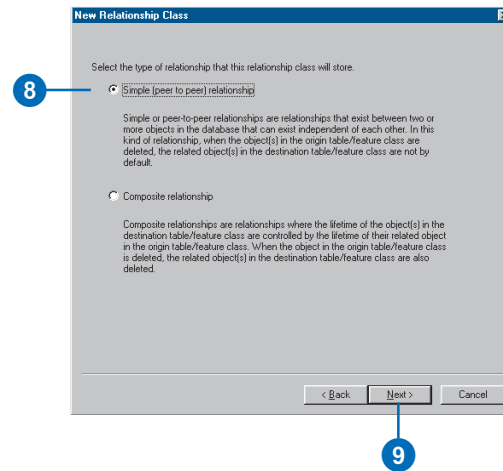 New Relationship Class
Select the type of relationship that this relationship class will store.
8
Simple (peer to peer) relationship
Simple or peer-to-peer relationships are relationships that exist between two or
more objects in the database that can exist independent of each other. In this
kind of relationship, when the object(s) in the origin table/feature class are
deleted, the related object(s) in the destination table/feature class are not by
default.
Composite relationship
Composite relationships are relationships where the lifetime of the object(s) in the
destination table/feature class are controlled by the lifetime of their related object
in the origin table/feature class. When the object in the origin table/feature class
is deleted, the related object(s) in the destination table/feature class are also
deleted.
< Back Next > Cancel
9